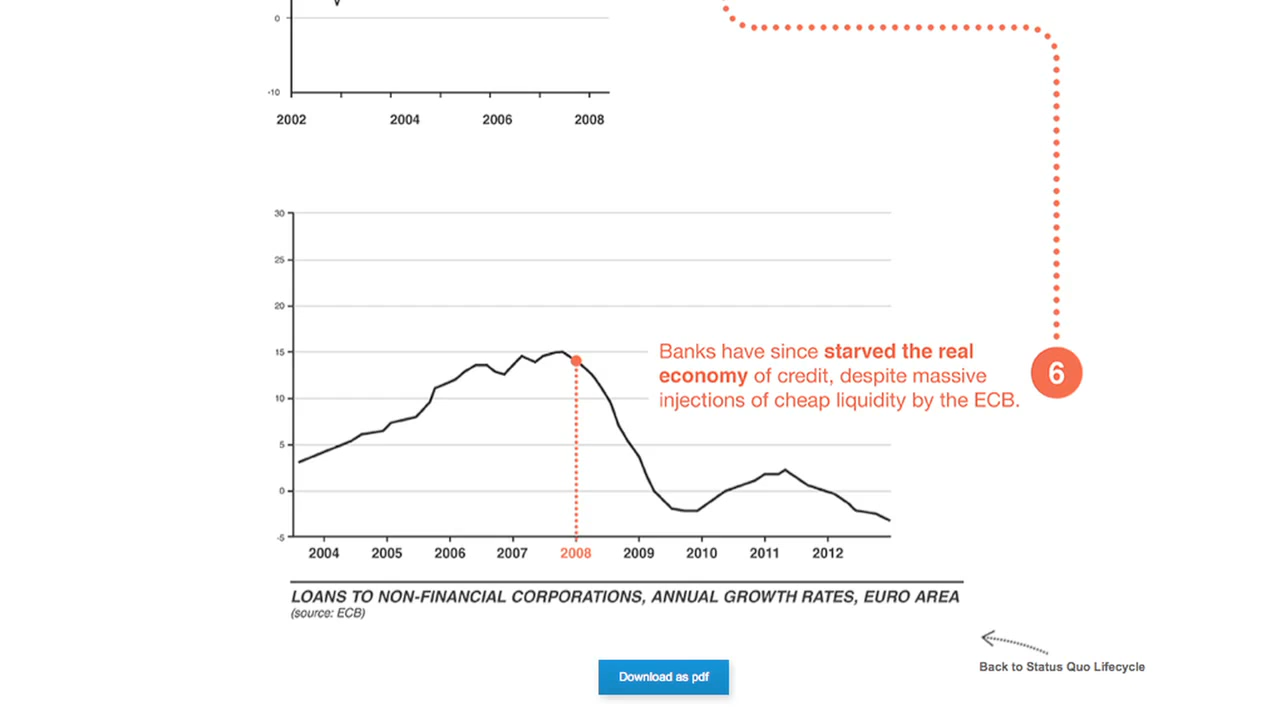 0
-10
2002 2004 2006 2008
30
25
20
15
10
5
0
-5
Banks have since starved the real
economy of credit, despite massive
injections of cheap liquidity by the ECB.
6
2004 2005 2006 2007 2008 2009 2010 2011 2012
LOANS TO NON-FINANCIAL CORPORATIONS, ANNUAL GROWTH RATES, EURO AREA
(source: ECB)
Back to Status Quo Lifecycle
Download as pdf